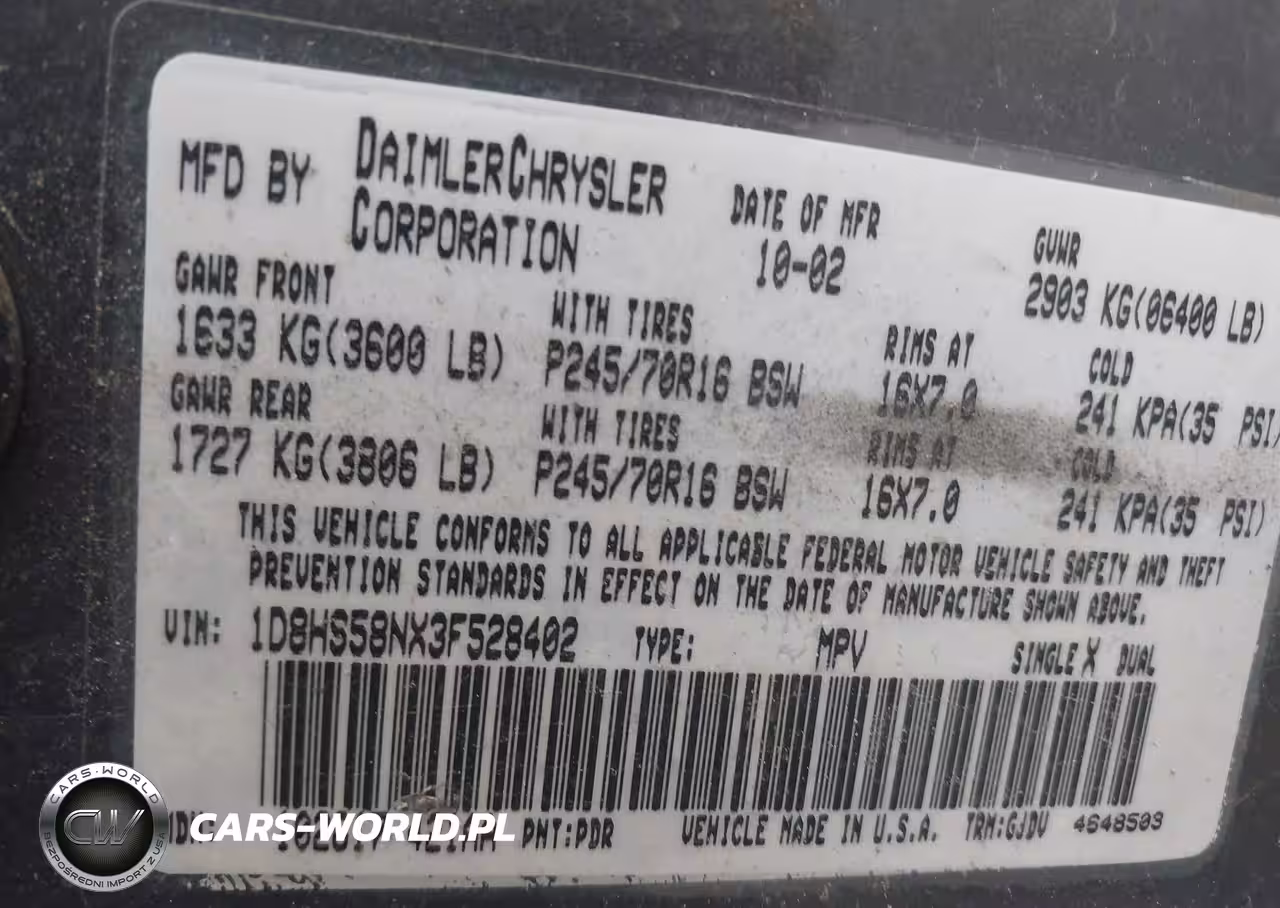 MFD BY DAIMLERCHRYSLER CORPORATION
DATE OF MFR
10-02
GVWR
2903 KG(06400 LB)
GAWR FRONT WITH TIRES RIMS AT COLD
1633 KG(3600 LB) P245/70R16 BSW 16X7.0 241 KPA(35 PSI)
GAWR REAR WITH TIRES RIMS AT COLD
1727 KG(3806 LB) P245/70R16 BSW 16X7.0 241 KPA(35 PSI)
THIS VEHICLE CONFORMS TO ALL APPLICABLE FEDERAL MOTOR VEHICLE SAFETY AND THEFT
PREVENTION STANDARDS IN EFFECT ON THE DATE OF MANUFACTURE SHOWN ABOVE.
VIN: 1D8HS58NX3F528402 TYPE: MPV SINGLE X DUAL
PNT:PDR VEHICLE MADE IN U.S.A. TRM:GJDV 4648503
CARS-WORLD
CW
BEZPOŚREDNI IMPORT Z USA
CARS-WORLD.PL